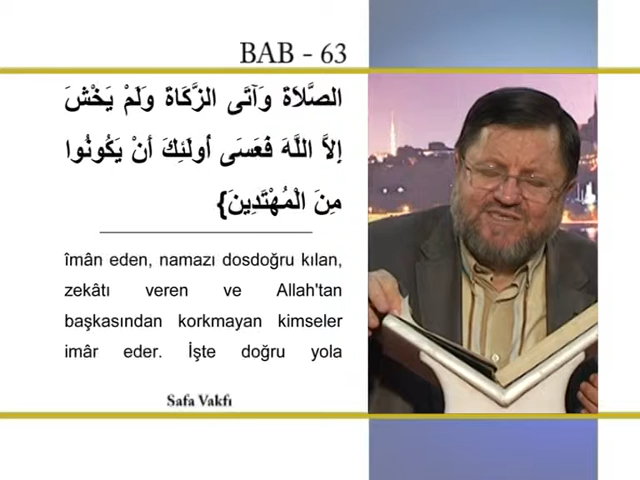 BAB - 63
الصَّلاَةَ وَآتَى الزَّكَاةَ وَلَمْ يَخْشَ
إِلاَّ اللَّهَ فَعَسَى أُولَئِكَ أَنْ يَكُونُوا
مِنَ الْمُهْتَدِينَ}
îmân eden, namazı dosdoğru kılan,
zekâtı veren ve Allah'tan
başkasından korkmayan kimseler
imâr eder. İşte doğru yola
Safa Vakfı